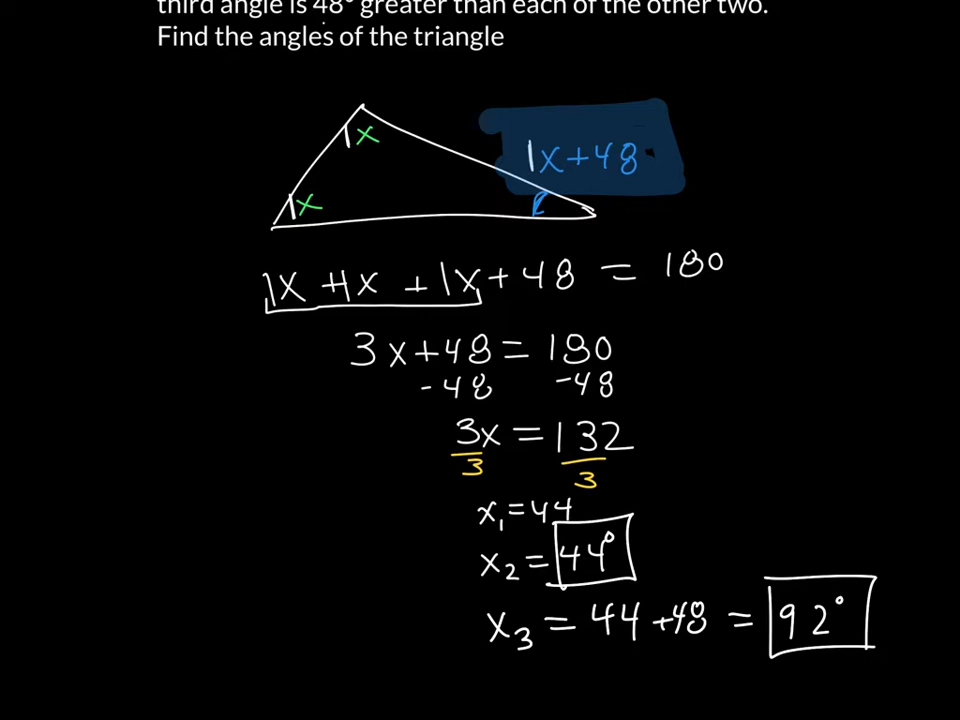 third angle is 48° greater than each of the other two.
Find the angles of the triangle
1x
1x+48
1x
1x +1x + 1x + 48 = 180
3x+48 = 180
-48 -48
3x = 132
3 3
x₁ = 44
x₂ = 44°
x₃ = 44 +48 = 92°